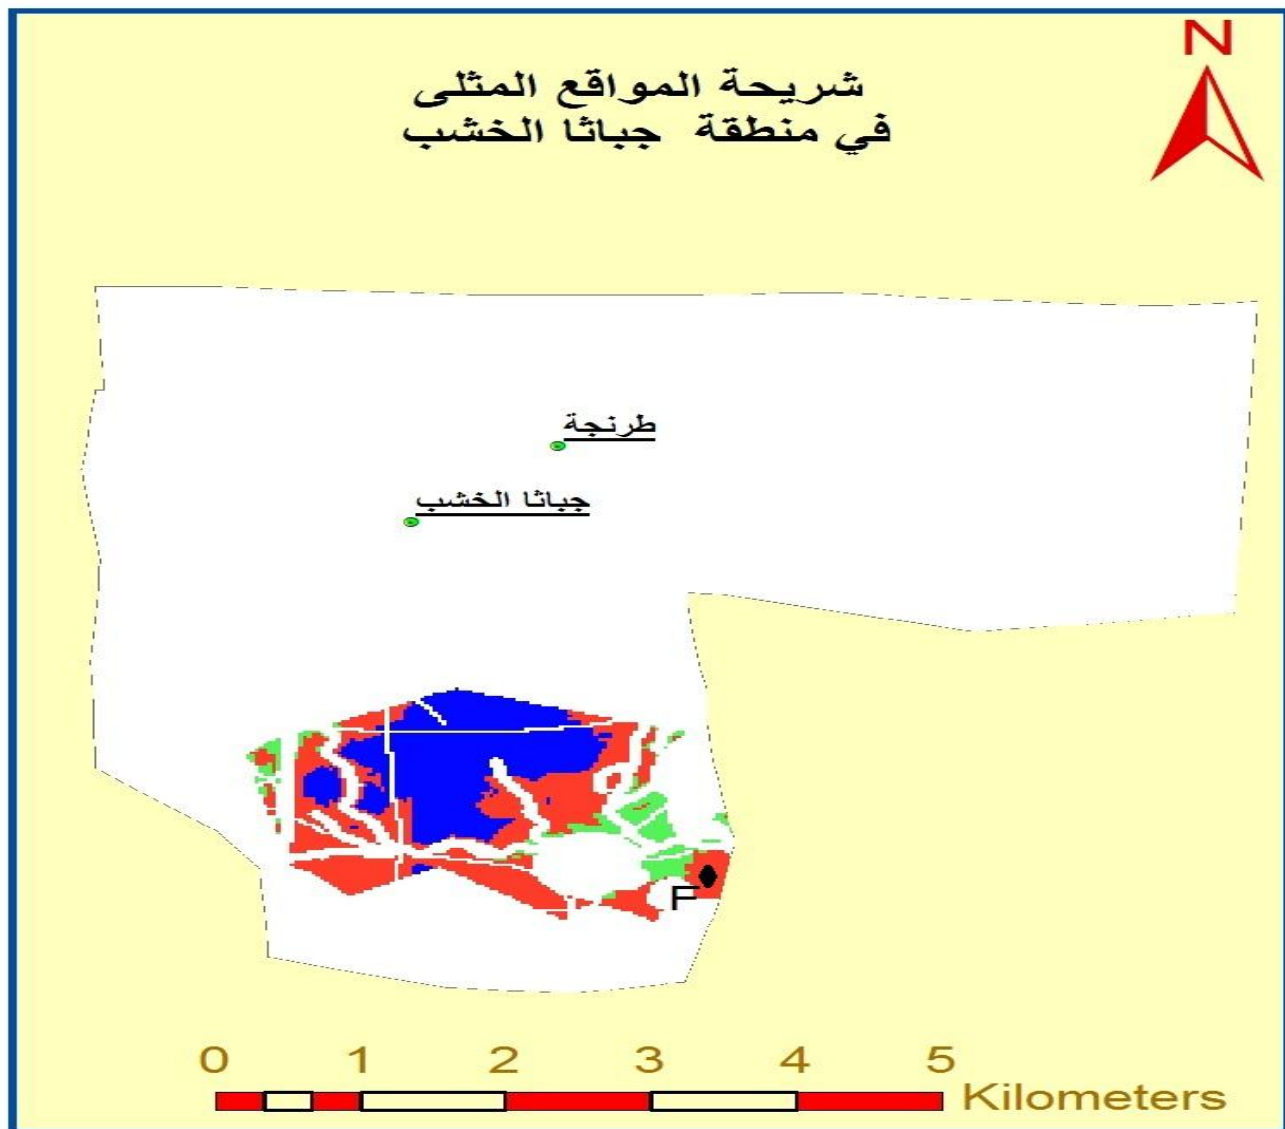 N
شريحة المواقع المثلى
في منطقة جباثا الخشب
طرنجة
جباثا الخشب
F
0 1 2 3 4 5
Kilometers